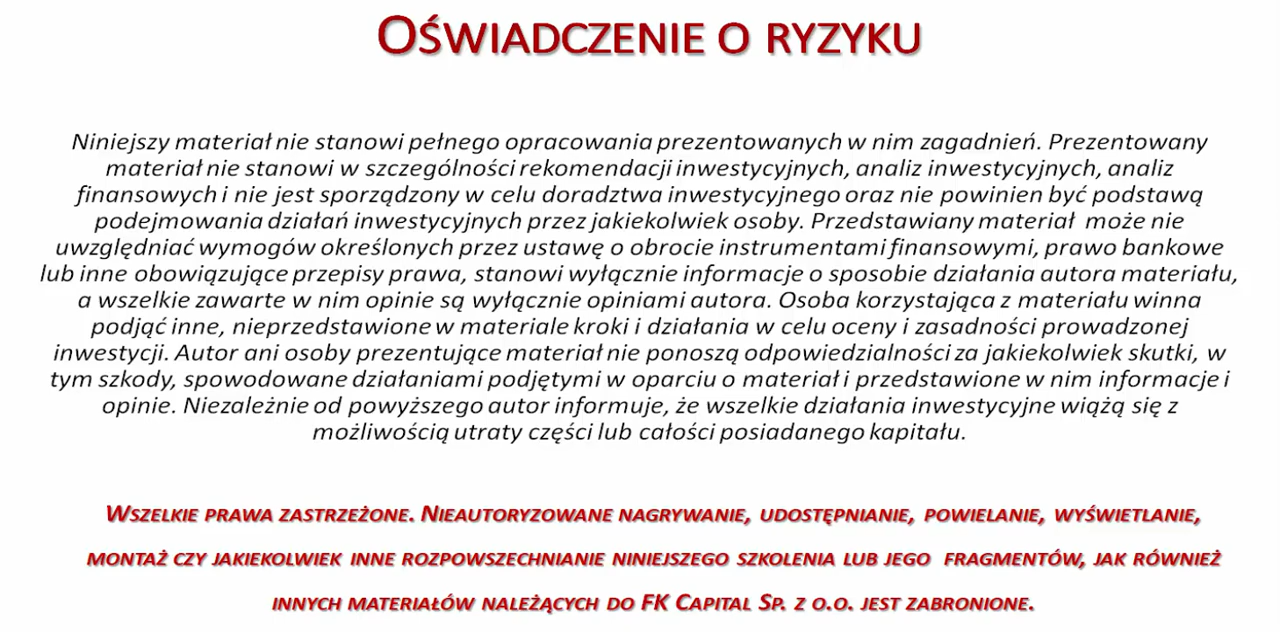 OŚWIADCZENIE O RYZYKU
Niniejszy materiał nie stanowi pełnego opracowania prezentowanych w nim zagadnień. Prezentowany
materiał nie stanowi w szczególności rekomendacji inwestycyjnych, analiz inwestycyjnych, analiz
finansowych i nie jest sporządzony w celu doradztwa inwestycyjnego oraz nie powinien być podstawą
podejmowania działań inwestycyjnych przez jakiekolwiek osoby. Przedstawiany materiał może nie
uwzględniać wymogów określonych przez ustawę o obrocie instrumentami finansowymi, prawo bankowe
lub inne obowiązujące przepisy prawa, stanowi wyłącznie informacje o sposobie działania autora materiału,
a wszelkie zawarte w nim opinie są wyłącznie opiniami autora. Osoba korzystająca z materiału winna
podjąć inne, nieprzedstawione w materiale kroki i działania w celu oceny i zasadności prowadzonej
inwestycji. Autor ani osoby prezentujące materiał nie ponoszą odpowiedzialności za jakiekolwiek skutki, w
tym szkody, spowodowane działaniami podjętymi w oparciu o materiał i przedstawione w nim informacje i
opinie. Niezależnie od powyższego autor informuje, że wszelkie działania inwestycyjne wiążą się z
możliwością utraty części lub całości posiadanego kapitału.
WSZELKIE PRAWA ZASTRZEŻONE. NIEAUTORYZOWANE NAGRYWANIE, UDOSTĘPNIANIE, POWIELANIE, WYŚWIETLANIE,
MONTAŻ CZY JAKIEKOLWIEK INNE ROZPOWSZECHNIANIE NINIEJSZEGO SZKOLENIA LUB JEGO FRAGMENTÓW, JAK RÓWNIEŻ
INNYCH MATERIAŁÓW NALEŻĄCYCH DO FK CAPITAL SP. Z O.O. JEST ZABRONIONE.